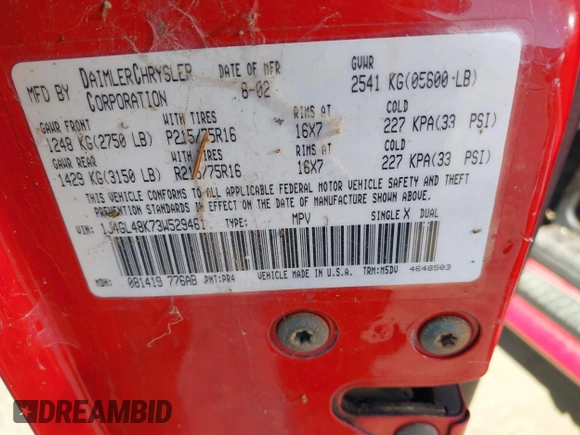 MFD BY DAIMLERCHRYSLER CORPORATION DATE OF MFR 8-02 GVWR 2541 KG(05600 LB)
GAWR FRONT WITH TIRES RIMS AT COLD
1248 KG(2750 LB) P215/75R16 16X7 227 KPA(33 PSI)
GAWR REAR WITH TIRES RIMS AT COLD
1429 KG(3150 LB) 16X7 227 KPA(33 PSI)
THIS VEHICLE CONFORMS TO ALL APPLICABLE FEDERAL MOTOR VEHICLE SAFETY AND THEFT
PREVENTION STANDARDS IN EFFECT ON THE DATE OF MANUFACTURE SHOWN ABOVE.
VIN: 1J4GL48K73W529461 TYPE: MPV SINGLE X DUAL
MDH: 081419 776AB PNT:PR4 VEHICLE MADE IN U.S.A. TRM:M5DV 4648503
DREAMBID